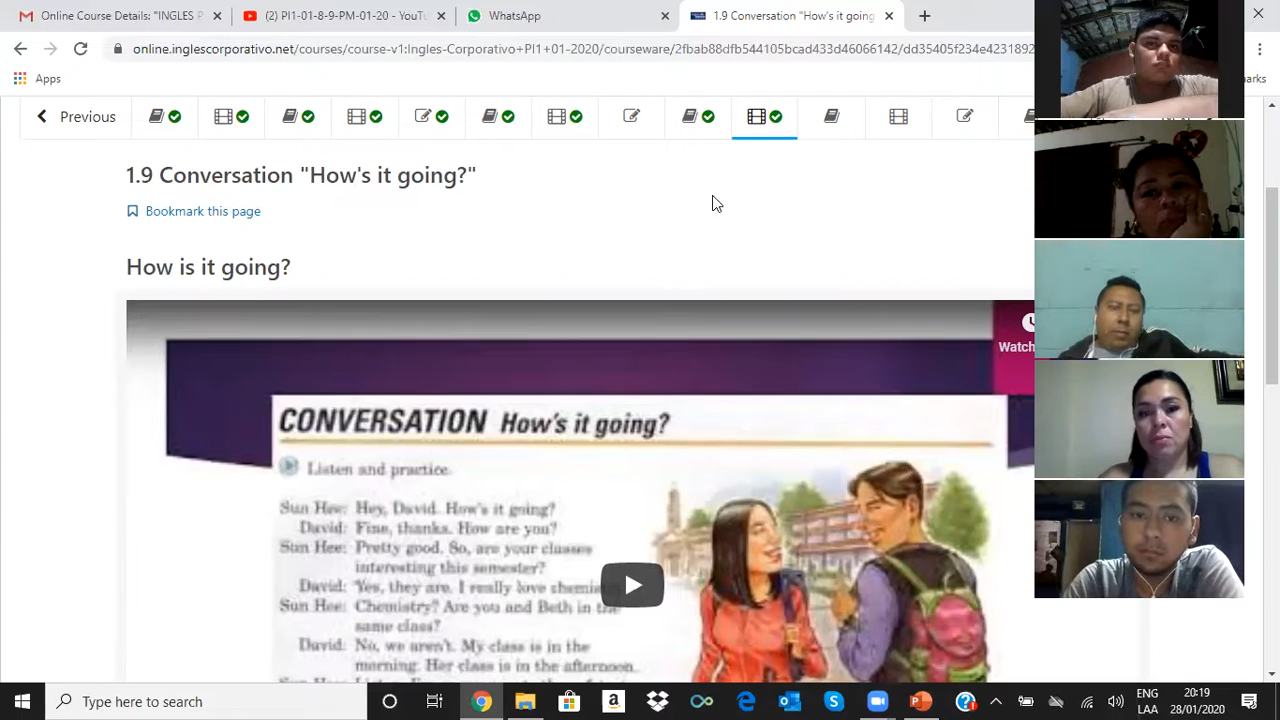 Online Course Details: "INGLES P
(2) PI1-01-8-9-PM-01-20 - YouT
WhatsApp
1.9 Conversation "How's it going
online.inglescorporativo.net/courses/course-v1:Ingles-Corporativo+PI1+01-2020/courseware/2fbab88dfb544105bcad433d46066142/dd35405f234e4231892
Apps
Previous
1.9 Conversation "How's it going?"
Bookmark this page
How is it going?
Watch
CONVERSATION How's it going?
Listen and practice.
Sun Hee: Hey, David. How's it going?
David: Fine, thanks. How are you?
Sun Hee: Pretty good. So, are your classes
interesting this semester?
David: Yes, they are. I really love
Sun Hee: Chemistry? Are you and Beth in the
same class?
David: No, we aren't. My class is in the
morning. Her class is in the afternoon.
Type here to search
ENG
LAA
20:19
28/01/2020